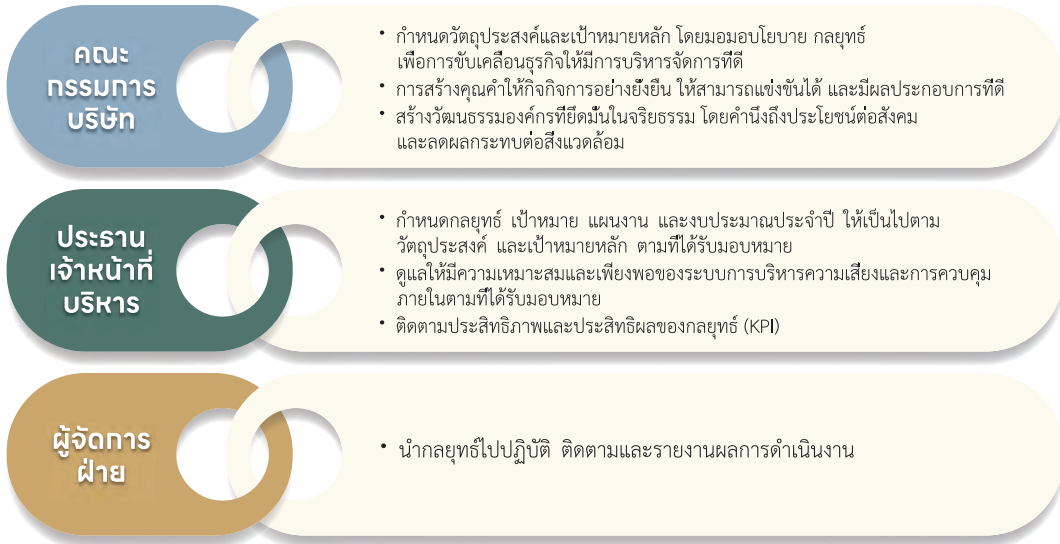 คณะ
กรรมการ
บริษัท
• กำหนดวัตถุประสงค์และเป้าหมายหลัก โดยมอบนโยบาย กลยุทธ์
เพื่อการขับเคลื่อนธุรกิจให้มีการบริหารจัดการที่ดี
• การสร้างคุณค่าให้กิจการอย่างยั่งยืน ให้สามารถแข่งขันได้ และมีผลประกอบการที่ดี
• สร้างวัฒนธรรมองค์กรที่ยึดมั่นในจริยธรรม โดยคำนึงถึงประโยชน์ต่อสังคม
และลดผลกระทบต่อสิ่งแวดล้อม
ประธาน
เจ้าหน้าที่
บริหาร
• กำหนดกลยุทธ์ เป้าหมาย แผนงาน และงบประมาณประจำปี ให้เป็นไปตาม
วัตถุประสงค์ และเป้าหมายหลัก ตามที่ได้รับมอบหมาย
• ดูแลให้มีความเหมาะสมและเพียงพอของระบบการบริหารความเสี่ยงและการควบคุม
ภายในตามที่ได้รับมอบหมาย
• ติดตามประสิทธิภาพและประสิทธิผลของกลยุทธ์ (KPI)
ผู้จัดการ
ฝ่าย
• นำกลยุทธ์ไปปฏิบัติ ติดตามและรายงานผลการดำเนินงาน